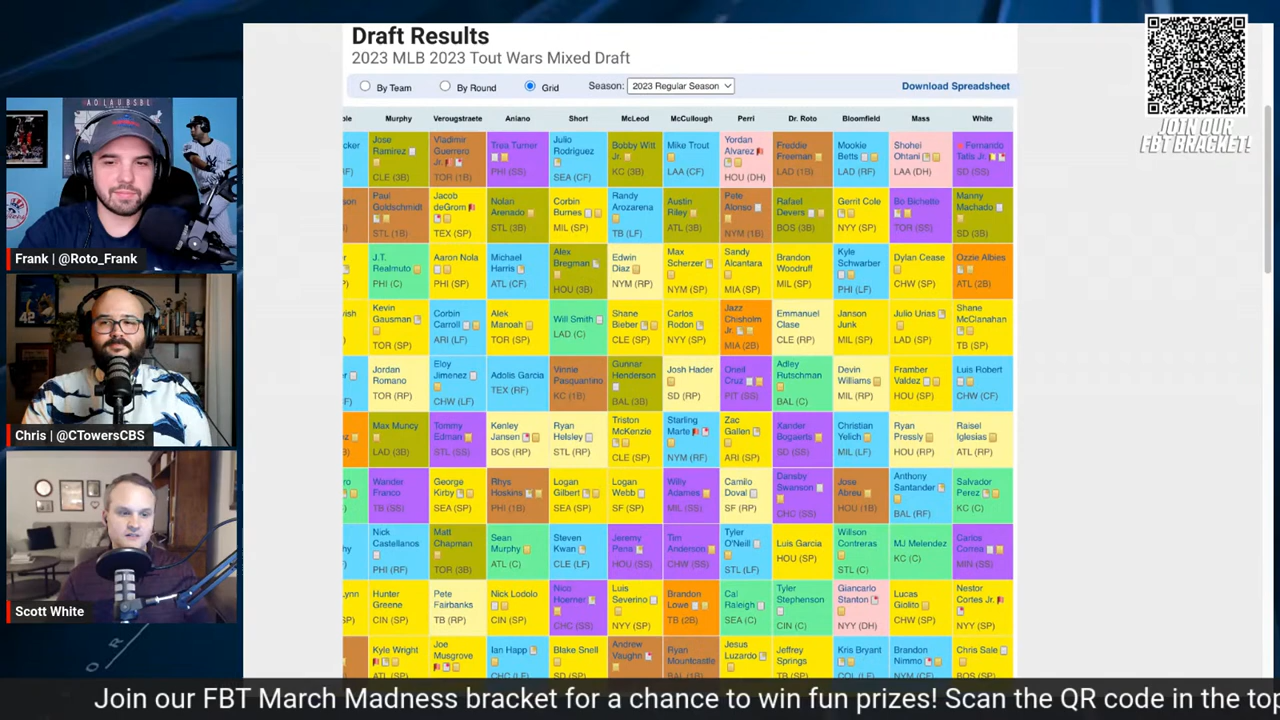 Draft Results
2023 MLB 2023 Tout Wars Mixed Draft
By Team By Round Grid Season: 2023 Regular Season Download Spreadsheet
Murphy Verougstraete Aniano Short McLeod McCullough Perri Dr. Roto Bloomfield Mass White
Jose Ramirez CLE (3B) Vladimir Guerrero Jr. TOR (1B) Trea Turner PHI (SS) Julio Rodriguez SEA (CF) Bobby Witt Jr. KC (3B) Mike Trout LAA (CF) Yordan Alvarez HOU (DH) Freddie Freeman LAD (1B) Mookie Betts LAD (RF) Shohei Ohtani LAA (DH) Fernando Tatis Jr. SD (SS)
Paul Goldschmidt STL (1B) Jacob deGrom TEX (SP) Nolan Arenado STL (3B) Corbin Burnes MIL (SP) Randy Arozarena TB (LF) Austin Riley ATL (3B) Pete Alonso NYM (1B) Rafael Devers BOS (3B) Gerrit Cole NYY (SP) Bo Bichette TOR (SS) Manny Machado SD (3B)
J.T. Realmuto PHI (C) Aaron Nola PHI (SP) Michael Harris ATL (CF) Alex Bregman HOU (3B) Edwin Diaz NYM (RP) Max Scherzer NYM (SP) Sandy Alcantara MIA (SP) Brandon Woodruff MIL (SP) Kyle Schwarber PHI (LF) Dylan Cease CHW (SP) Ozzie Albies ATL (2B)
Kevin Gausman TOR (SP) Corbin Carroll ARI (LF) Alek Manoah TOR (SP) Will Smith LAD (C) Shane Bieber CLE (SP) Carlos Rodon NYY (SP) Jazz Chisholm Jr. MIA (2B) Emmanuel Clase CLE (RP) Janson Junk MIL (SP) Julio Urias LAD (SP) Shane McClanahan TB (SP)
Jordan Romano TOR (RP) Eloy Jimenez CHW (LF) Adolis Garcia TEX (RF) Vinnie Pasquantino KC (1B) Gunnar Henderson BAL (3B) Josh Hader SD (RP) Oneil Cruz PIT (SS) Adley Rutschman BAL (C) Devin Williams MIL (RP) Framber Valdez HOU (SP) Luis Robert CHW (CF)
Max Muncy LAD (3B) Tommy Edman STL (SS) Kenley Jansen BOS (RP) Ryan Helsley STL (RP) Triston McKenzie CLE (SP) Starling Marte NYM (RF) Zac Gallen ARI (SP) Xander Bogaerts SD (SS) Christian Yelich MIL (LF) Ryan Pressly HOU (RP) Raisel Iglesias ATL (RP)
Wander Franco TB (SS) George Kirby SEA (SP) Rhys Hoskins PHI (1B) Logan Gilbert SEA (SP) Logan Webb SF (SP) Willy Adames MIL (SS) Camilo Doval SF (RP) Dansby Swanson CHC (SS) Jose Abreu HOU (1B) Anthony Santander BAL (RF) Salvador Perez KC (C)
Nick Castellanos PHI (RF) Matt Chapman TOR (3B) Sean Murphy ATL (C) Steven Kwan CLE (LF) Jeremy Pena HOU (SS) Tim Anderson CHW (SS) Tyler O'Neill STL (LF) Luis Garcia HOU (SP) Willson Contreras STL (C) MJ Melendez KC (C) Carlos Correa MIN (SS)
Hunter Greene CIN (SP) Pete Fairbanks TB (RP) Nick Lodolo CIN (SP) Nico Hoerner CHC (SS) Luis Severino NYY (SP) Brandon Lowe TB (2B) Cal Raleigh SEA (C) Tyler Stephenson CIN (C) Giancarlo Stanton NYY (DH) Lucas Giolito CHW (SP) Nestor Cortes Jr. NYY (SP)
Kyle Wright ATL (SP) Joe Musgrove Ian Happ CHC (LF) Blake Snell SD (SP) Andrew Vaughn Ryan Mountcastle BAL (1B) Jesus Luzardo Jeffrey Springs TB (SP) Kris Bryant COL (LF) Brandon Nimmo Chris Sale
JOIN OUR
FBT BRACKET!
Frank | @Roto_Frank
Chris | @CTowersCBS
Scott White
Join our FBT March Madness bracket for a chance to win fun prizes! Scan the QR code in the top